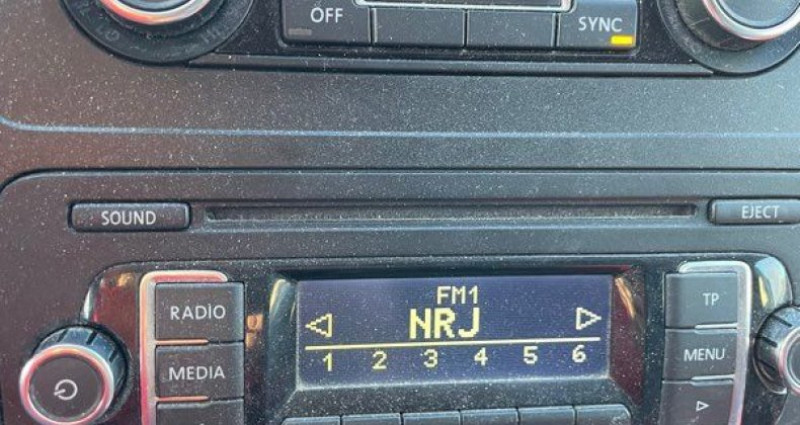 OFF
SYNC
SOUND
EJECT
RADIO
FM1
TP
NRJ
MENU
MEDIA
1 2 3 4 5 6